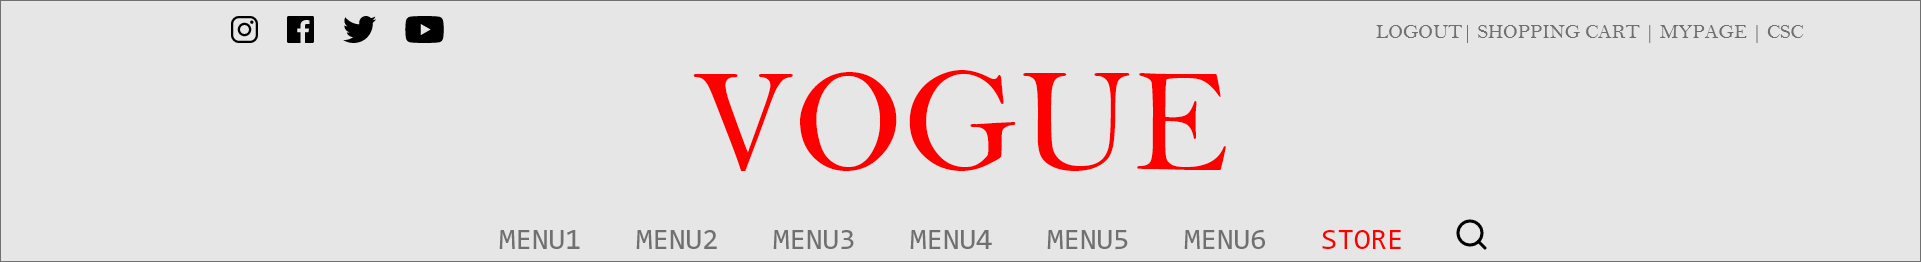 LOGOUT| SHOPPING CART | MYPAGE | CSC
VOGUE
MENU1 MENU2 MENU3 MENU4 MENU5 MENU6 STORE